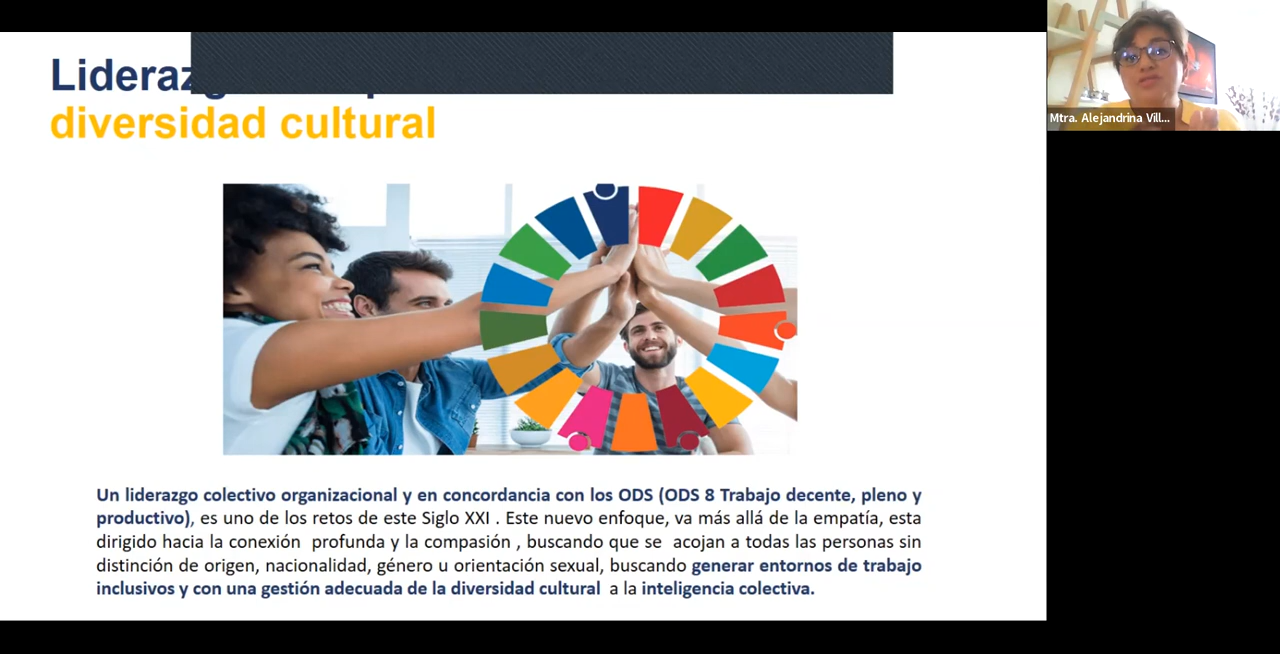 diversidad cultural
Mtra. Alejandrina Vill...
Un liderazgo colectivo organizacional y en concordancia con los ODS (ODS 8 Trabajo decente, pleno y
productivo), es uno de los retos de este Siglo XXI . Este nuevo enfoque, va más allá de la empatía, esta
dirigido hacia la conexión profunda y la compasión , buscando que se acojan a todas las personas sin
distinción de origen, nacionalidad, género u orientación sexual, buscando generar entornos de trabajo
inclusivos y con una gestión adecuada de la diversidad cultural a la inteligencia colectiva.